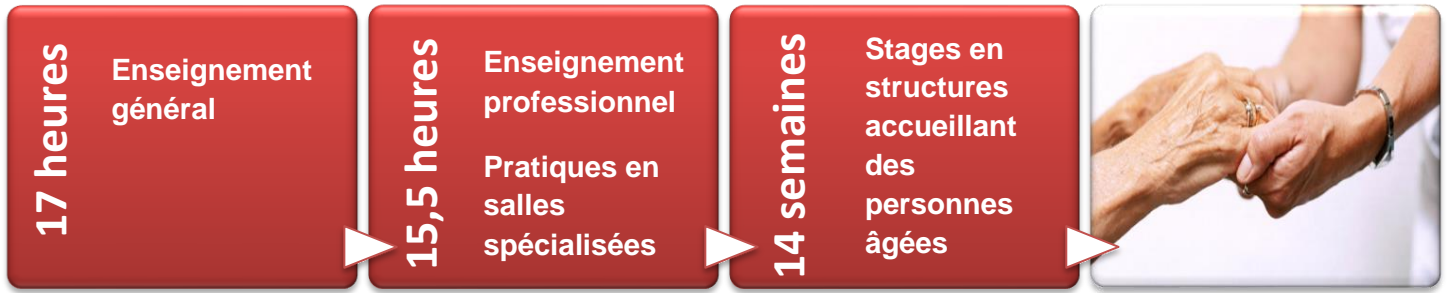 17 heures
Enseignement
général
15,5 heures
Enseignement
professionnel
Pratiques en
salles
spécialisées
14 semaines
Stages en
structures
accueillant
des
personnes
âgées